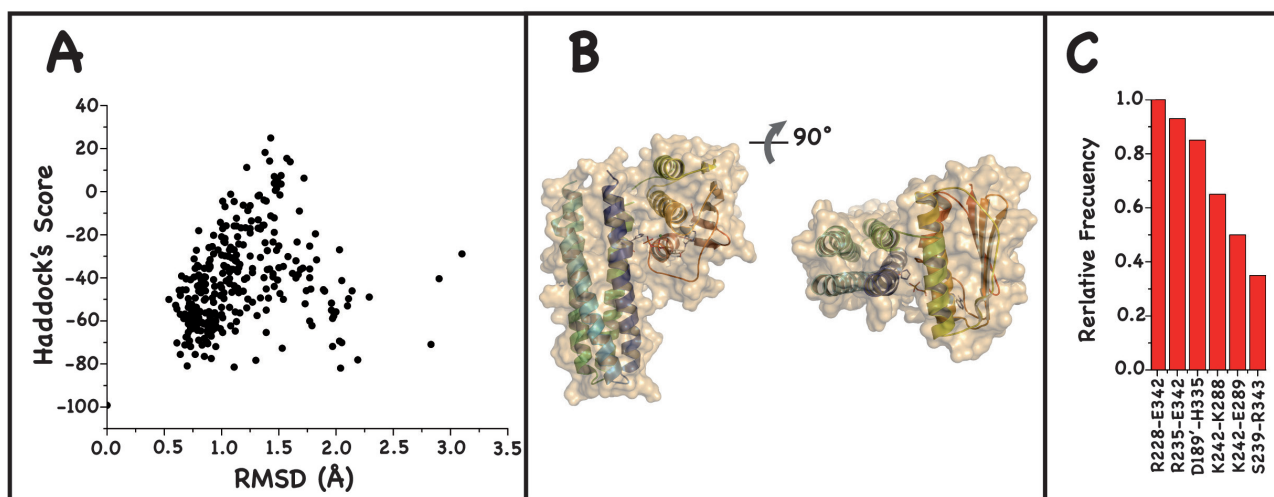 A
Haddock's Score
40
20
0
-20
-40
-60
-80
-100
0.0 0.5 1.0 1.5 2.0 2.5 3.0 3.5
RMSD (Å)
B
90°
C
Rerlative Frecuency
1.0
0.8
0.6
0.4
0.2
0.0
R228-E342
R235-E342
D189'-H335
K242-K288
K242-E289
S239-R343